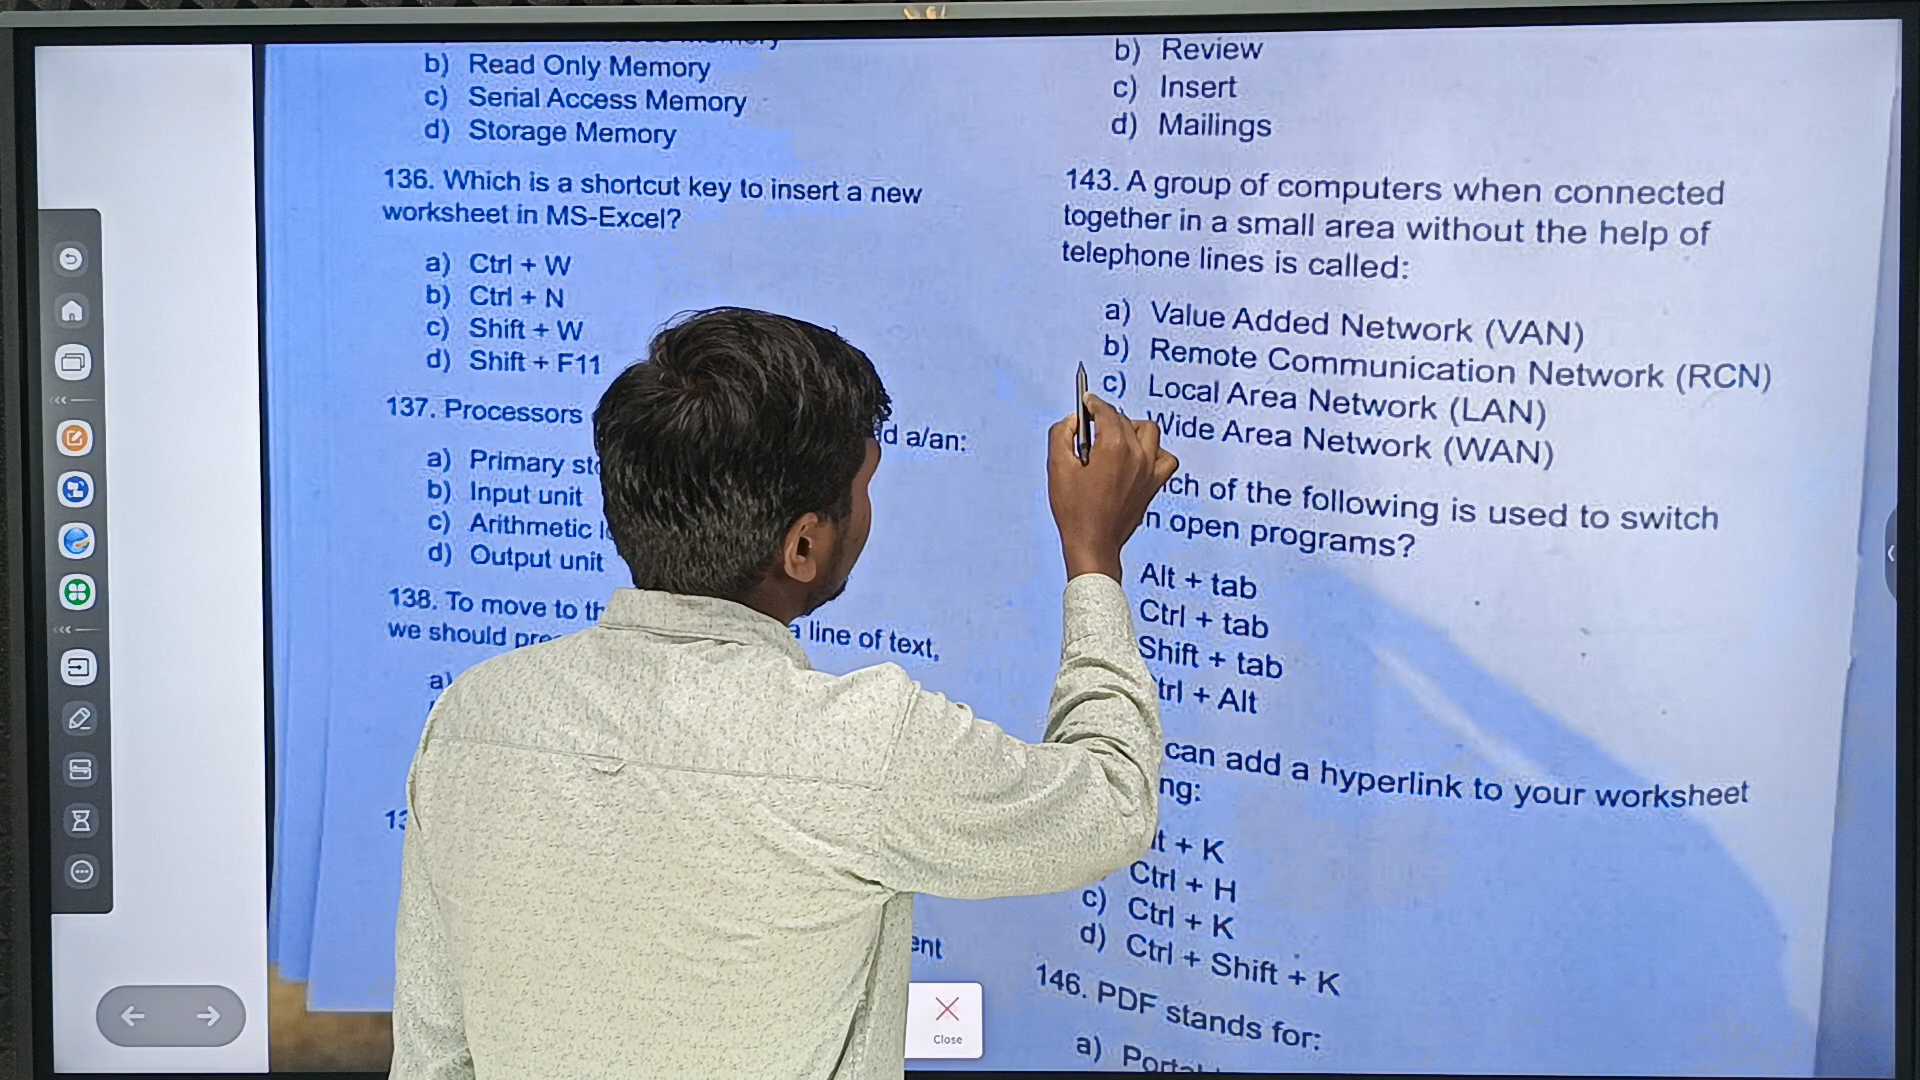 b) Read Only Memory
c) Serial Access Memory
d) Storage Memory
136. Which is a shortcut key to insert a new
worksheet in MS-Excel?
a) Ctrl + W
b) Ctrl + N
c) Shift + W
d) Shift + F11
137. Processors
d a/an:
a) Primary
b) Input unit
c) Arithmetic
d) Output unit
138. To move to
a line of text,
we should
a)
ent
b) Review
c) Insert
d) Mailings
143. A group of computers when connected
together in a small area without the help of
telephone lines is called:
a) Value Added Network (VAN)
b) Remote Communication Network (RCN)
c) Local Area Network (LAN)
Wide Area Network (WAN)
ich of the following is used to switch
n open programs?
Alt + tab
Ctrl + tab
Shift + tab
trl + Alt
can add a hyperlink to your worksheet
ng:
lt + K
Ctrl + H
c) Ctrl + K
d) Ctrl + Shift + K
146. PDF stands for:
a)
Close